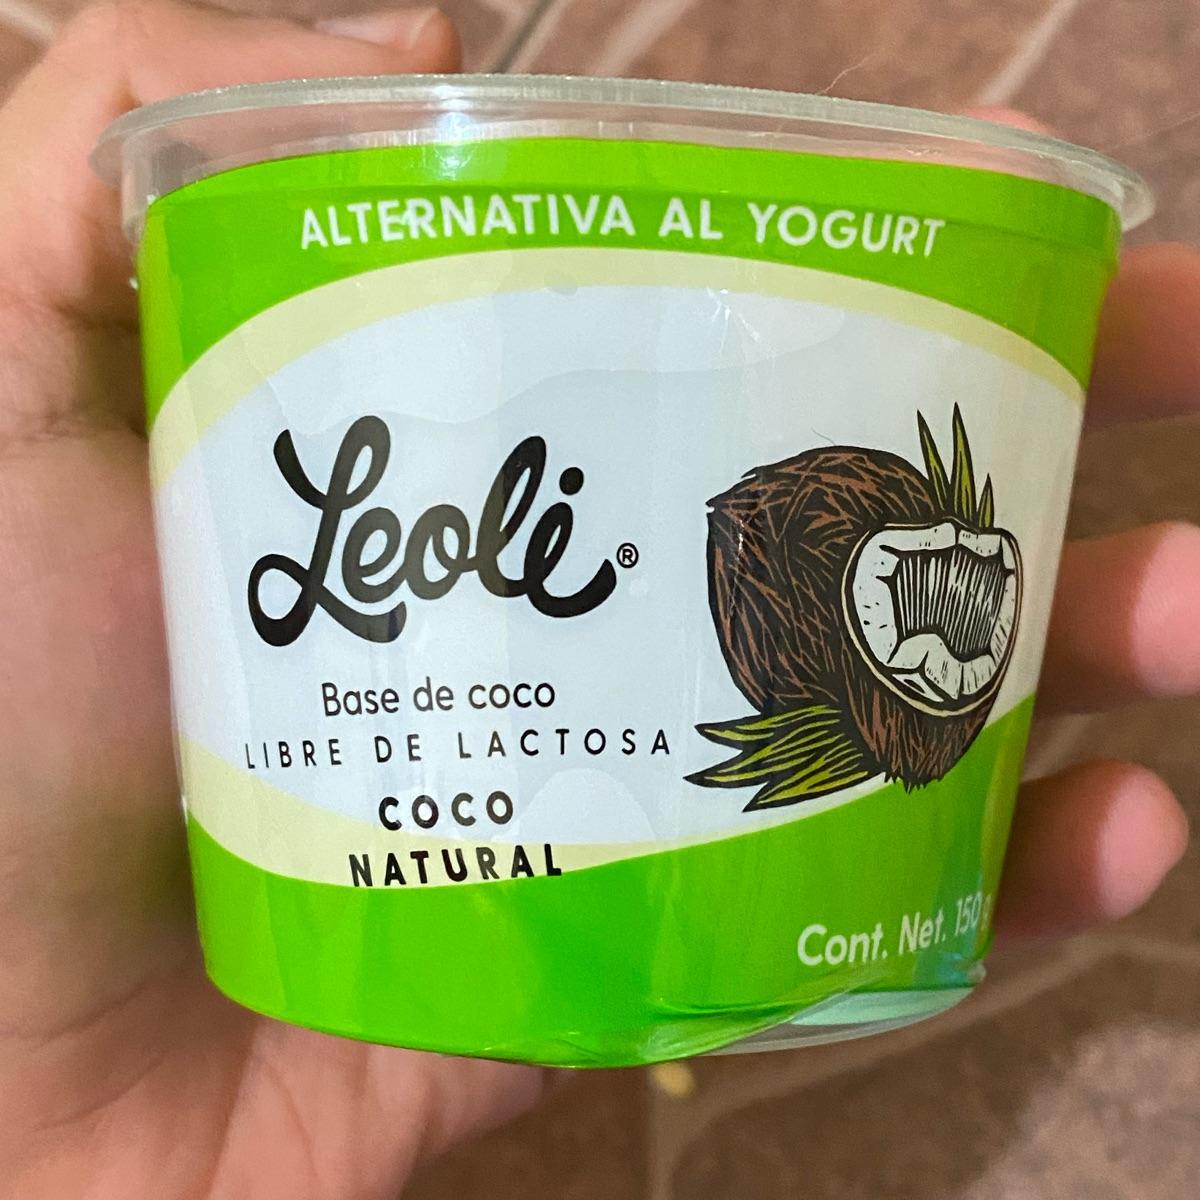 ALTERNATIVA AL YOGURT
Leoli®
Base de coco
LIBRE DE LACTOSA
COCO
NATURAL
Cont. Net. 150 g